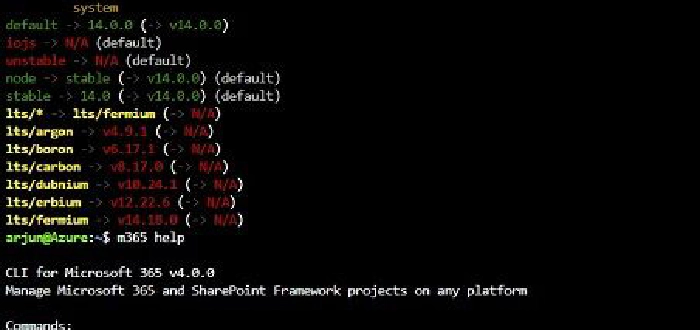 system
default -> 14.0.0 (-> v14.0.0)
iojs -> N/A (default)
unstable -> N/A (default)
node -> stable (-> v14.0.0) (default)
stable -> 14.0 (-> v14.0.0) (default)
lts/* -> lts/fermium (-> N/A)
lts/argon -> v4.9.1 (-> N/A)
lts/boron -> v6.17.1 (-> N/A)
lts/carbon -> v8.17.0 (-> N/A)
lts/dubnium -> v10.24.1 (-> N/A)
lts/erbium -> v12.22.6 (-> N/A)
lts/fermium -> v14.18.0 (-> N/A)
arjun@Azure:~$ m365 help
CLI for Microsoft 365 v4.0.0
Manage Microsoft 365 and SharePoint Framework projects on any platform
Commands: